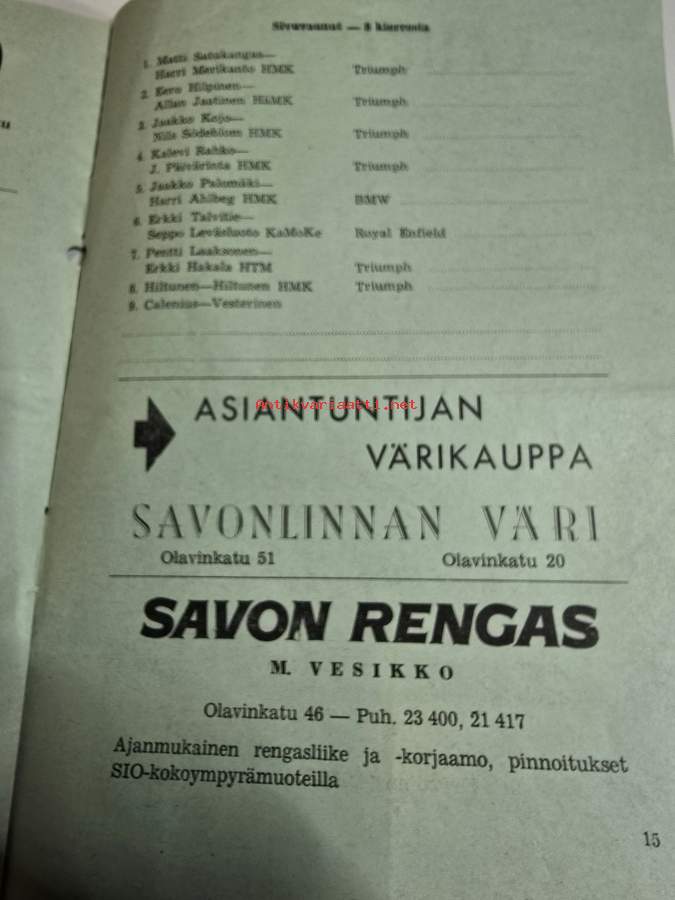 Sivuvaunut — 8 kierrosta
1. Matti Satukangas—
Harri Merikanto HMK Triumph
2. Eero Hilpinen—
Allan Jaatinen HäMK Triumph
3. Jaakko Koijo—
Nils Södeblom HMK Triumph
4. Kalevi Rahko—
J. Päivärinta HMK Triumph
5. Jaakko Palomäki—
Harri Ahlbeg HMK BMW
6. Erkki Talvitie—
Seppo Leväsluoto KaMoKe Royal Enfield
7. Pentti Laaksonen—
Erkki Hakala HTM Triumph
8. Hiltunen—Hiltunen HMK Triumph
9. Calenius—Vesterinen
ASIANTUNTIJAN
Antikvariaatti.net
VÄRIKAUPPA
SAVONLINNAN VÄRI
Olavinkatu 51 Olavinkatu 20
SAVON RENGAS
M. VESIKKO
Olavinkatu 46 — Puh. 23 400, 21 417
Ajanmukainen rengasliike ja -korjaamo, pinnoitukset
SIO-kokoympyrämuoteilla
15